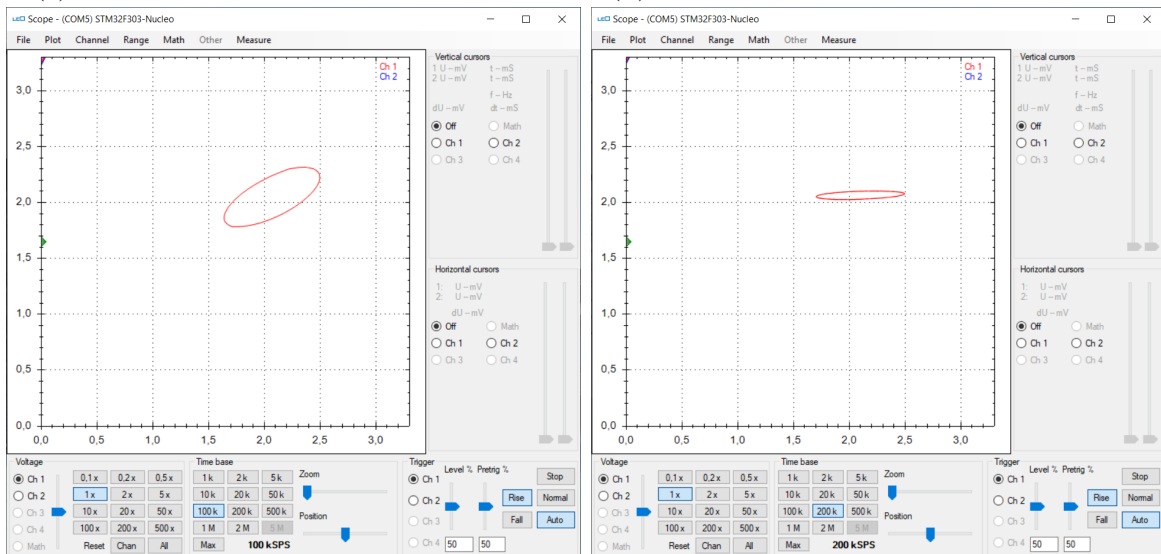 LEO Scope - (COM5) STM32F303-Nucleo
File Plot Channel Range Math Other Measure
Ch 1
Ch 2
3,0
2,5
2,0
1,5
1,0
0,5
0,0
0,0 0,5 1,0 1,5 2,0 2,5 3,0
Vertical cursors
1 U -- mV t -- mS
2 U -- mV t -- mS
f -- Hz
dU -- mV dt -- mS
Off Math
Ch 1 Ch 2
Ch 3 Ch 4
Horizontal cursors
1: U -- mV
2: U -- mV
dU -- mV
Off Math
Ch 1 Ch 2
Ch 3 Ch 4
Voltage
Ch 1 0,1 x 0,2 x 0,5 x
Ch 2 1 x 2 x 5 x
Ch 3 10 x 20 x 50 x
Ch 4 100 x 200 x 500 x
Math Reset Chan All
Time base
1 k 2 k 5 k Zoom
10 k 20 k 50 k
100 k 200 k 500 k Position
1 M 2 M 5 M
Max 100 kSPS
Trigger
Ch 1 Level % Pretrig % Stop
Ch 2 Rise Normal
Ch 3 Fall Auto
Ch 4 50 50
LEO Scope - (COM5) STM32F303-Nucleo
File Plot Channel Range Math Other Measure
Ch 1
Ch 2
3,0
2,5
2,0
1,5
1,0
0,5
0,0
0,0 0,5 1,0 1,5 2,0 2,5 3,0
Vertical cursors
1 U -- mV t -- mS
2 U -- mV t -- mS
f -- Hz
dU -- mV dt -- mS
Off Math
Ch 1 Ch 2
Ch 3 Ch 4
Horizontal cursors
1: U -- mV
2: U -- mV
dU -- mV
Off Math
Ch 1 Ch 2
Ch 3 Ch 4
Voltage
Ch 1 0,1 x 0,2 x 0,5 x
Ch 2 1 x 2 x 5 x
Ch 3 10 x 20 x 50 x
Ch 4 100 x 200 x 500 x
Math Reset Chan All
Time base
1 k 2 k 5 k Zoom
10 k 20 k 50 k
100 k 200 k 500 k Position
1 M 2 M 5 M
Max 200 kSPS
Trigger
Ch 1 Level % Pretrig % Stop
Ch 2 Rise Normal
Ch 3 Fall Auto
Ch 4 50 50